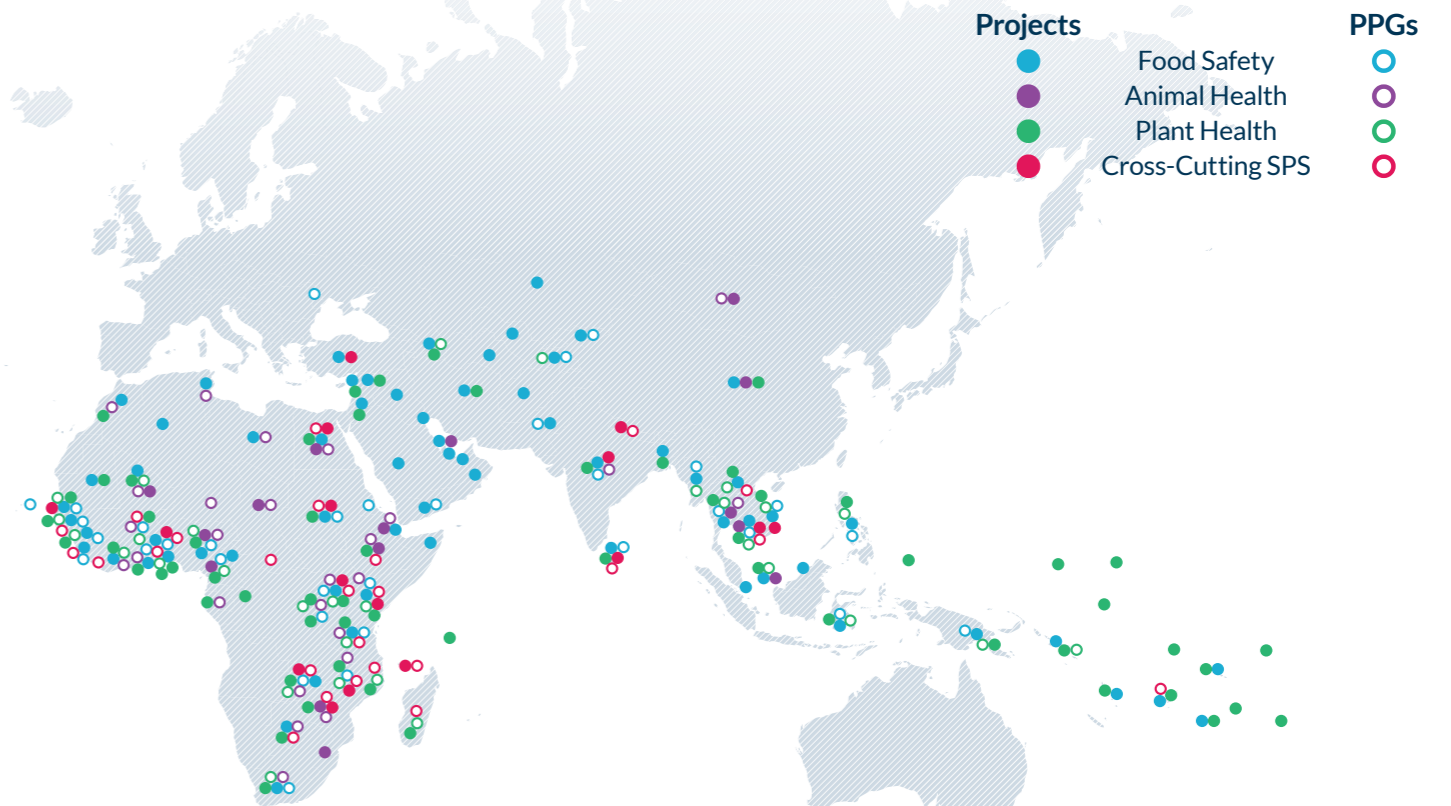 Projects PPGs
Food Safety
Animal Health
Plant Health
Cross-Cutting SPS